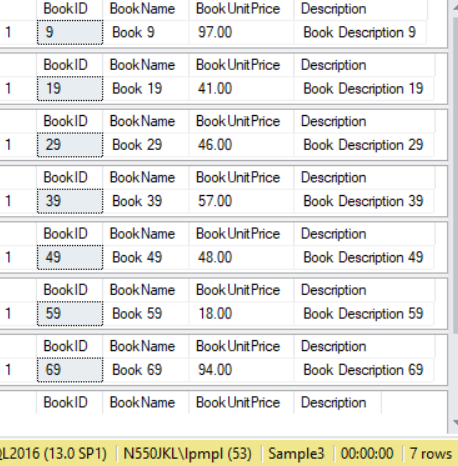 BookID BookName BookUnitPrice Description
1 9 Book 9 97.00 Book Description 9
BookID BookName BookUnitPrice Description
1 19 Book 19 41.00 Book Description 19
BookID BookName BookUnitPrice Description
1 29 Book 29 46.00 Book Description 29
BookID BookName BookUnitPrice Description
1 39 Book 39 57.00 Book Description 39
BookID BookName BookUnitPrice Description
1 49 Book 49 48.00 Book Description 49
BookID BookName BookUnitPrice Description
1 59 Book 59 18.00 Book Description 59
BookID BookName BookUnitPrice Description
1 69 Book 69 94.00 Book Description 69
BookID BookName BookUnitPrice Description
QL2016 (13.0 SP1) N550JKL\lpmpl (53) Sample3 00:00:00 7 rows